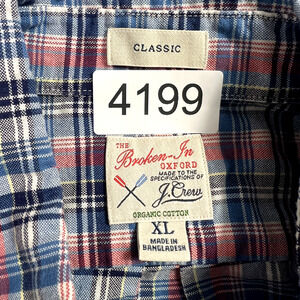 CLASSIC
4199
THE
Broken-In
OXFORD
MADE TO THE
SPECIFICATIONS OF
J.Crew
ORGANIC COTTON
XL
MADE IN
BANGLADESH